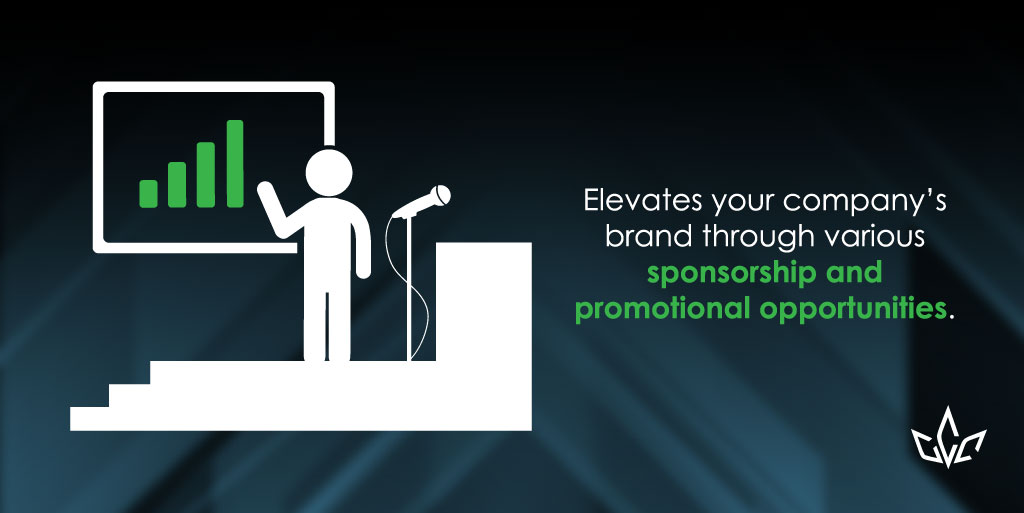 Elevates your company’s
brand through various
sponsorship and
promotional opportunities.